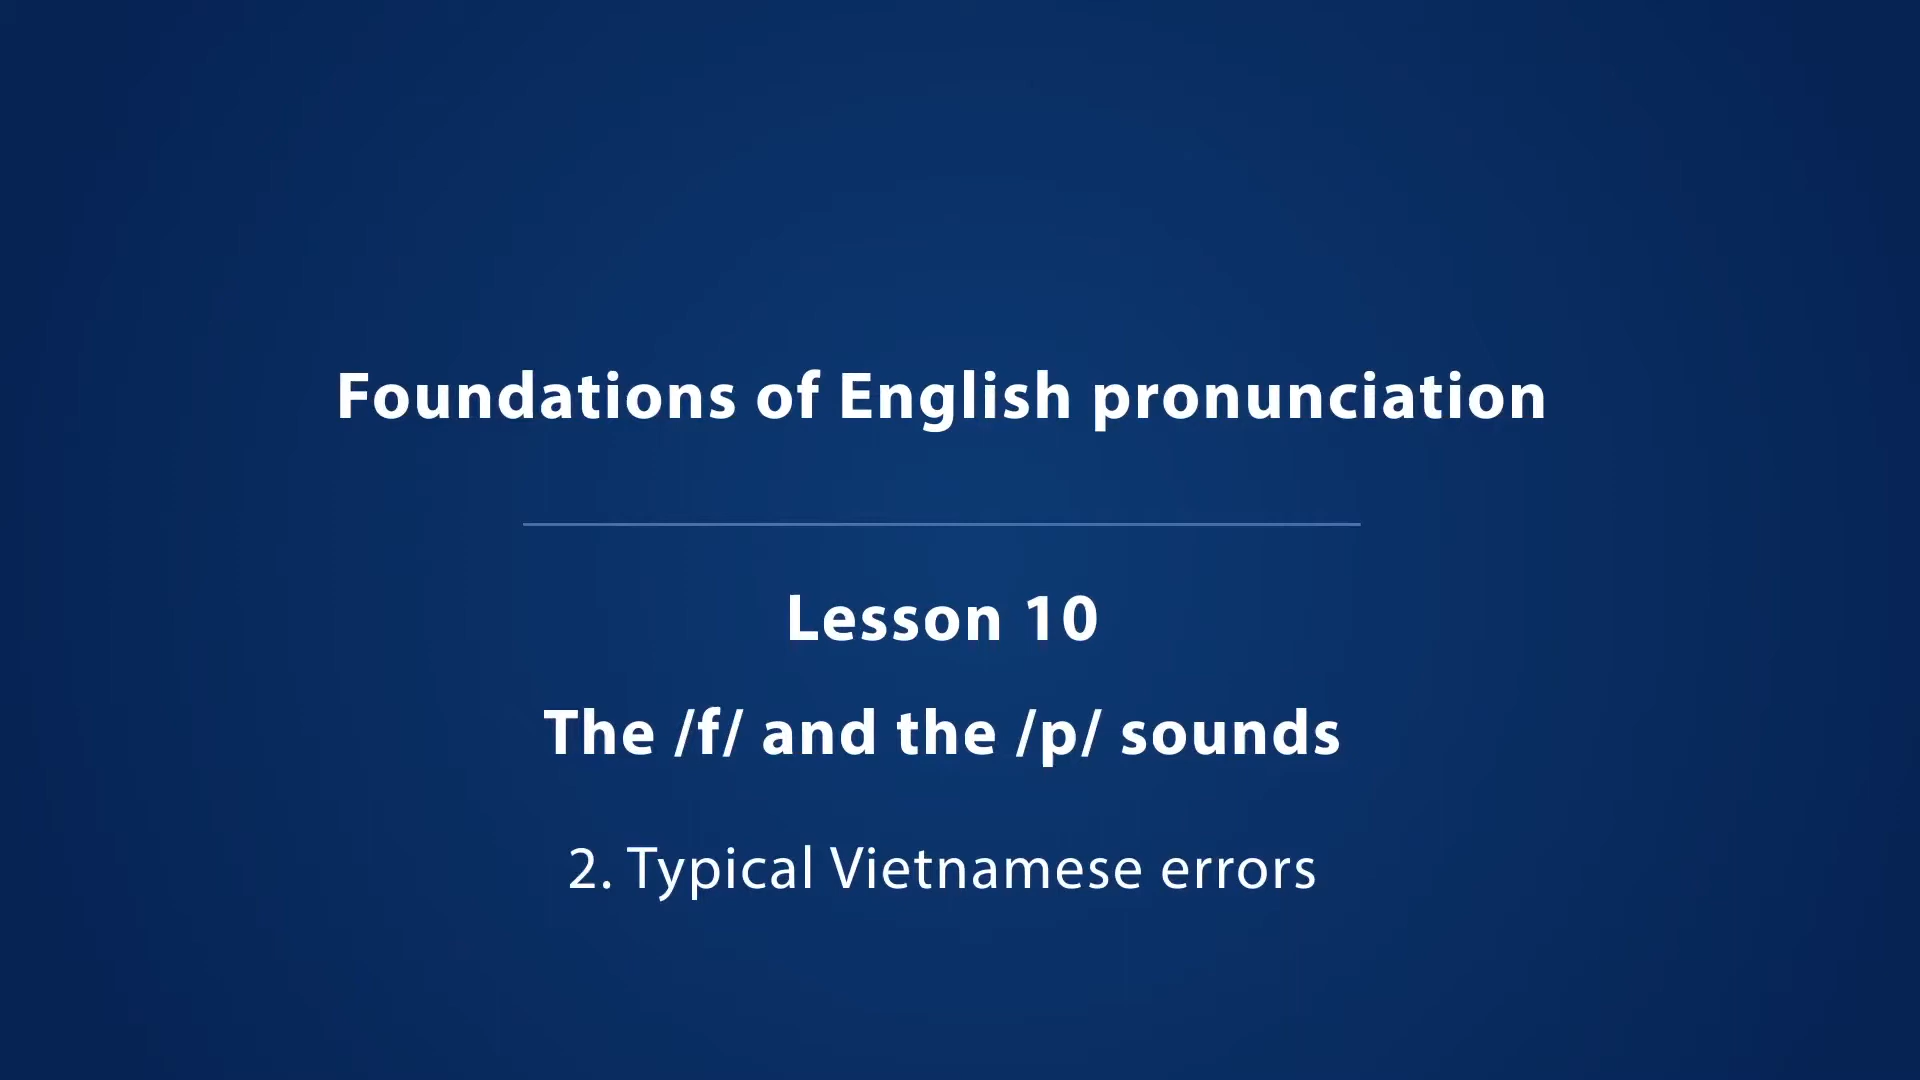 Foundations of English pronunciation
Lesson 10
The /f/ and the /p/ sounds
2. Typical Vietnamese errors